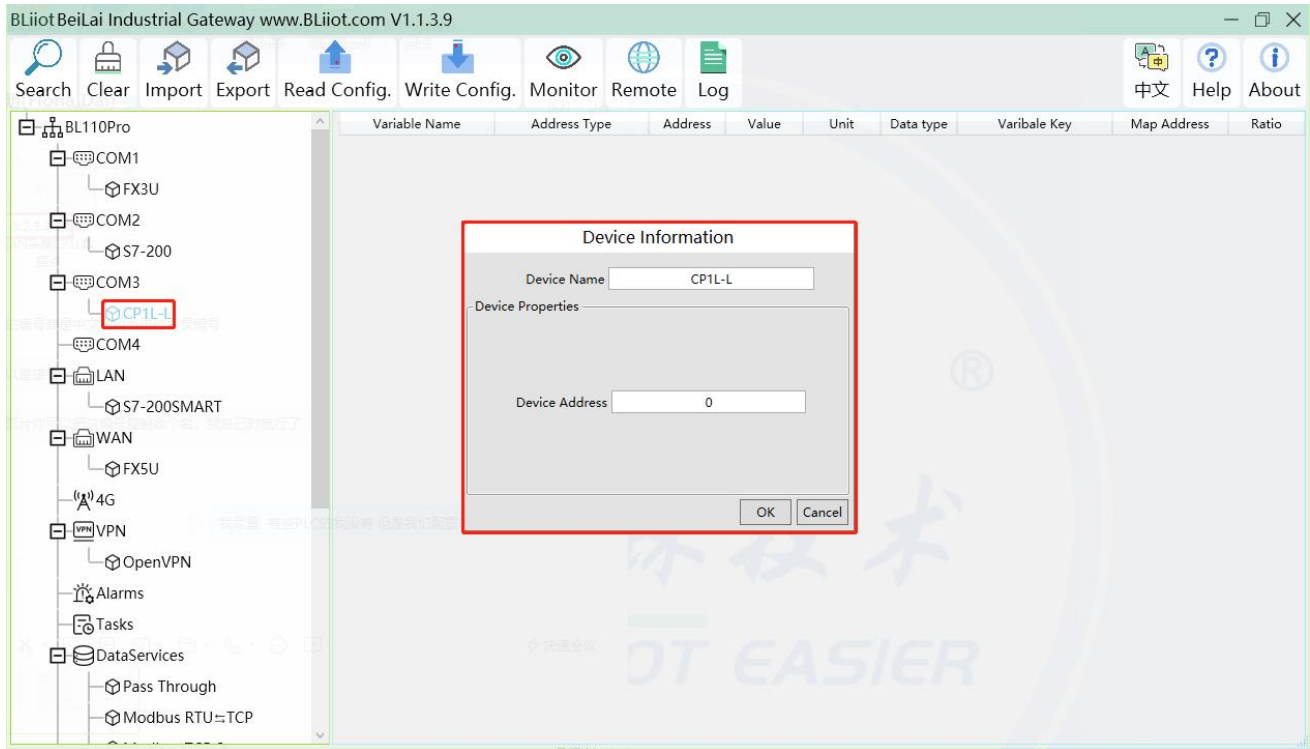 BLiiot BeiLai Industrial Gateway www.BLiiot.com V1.1.3.9
Search Clear Import Export Read Config. Write Config. Monitor Remote Log 中文 Help About
BL110Pro
COM1
FX3U
COM2
S7-200
COM3
CP1L-L
COM4
LAN
S7-200SMART
WAN
FX5U
4G
VPN
VPN
OpenVPN
Alarms
Tasks
DataServices
Pass Through
Modbus RTU⇆TCP
Variable Name Address Type Address Value Unit Data type Varibale Key Map Address Ratio
Device Information
Device Name CP1L-L
Device Properties
Device Address 0
OK Cancel
技术
OT EASIER
®